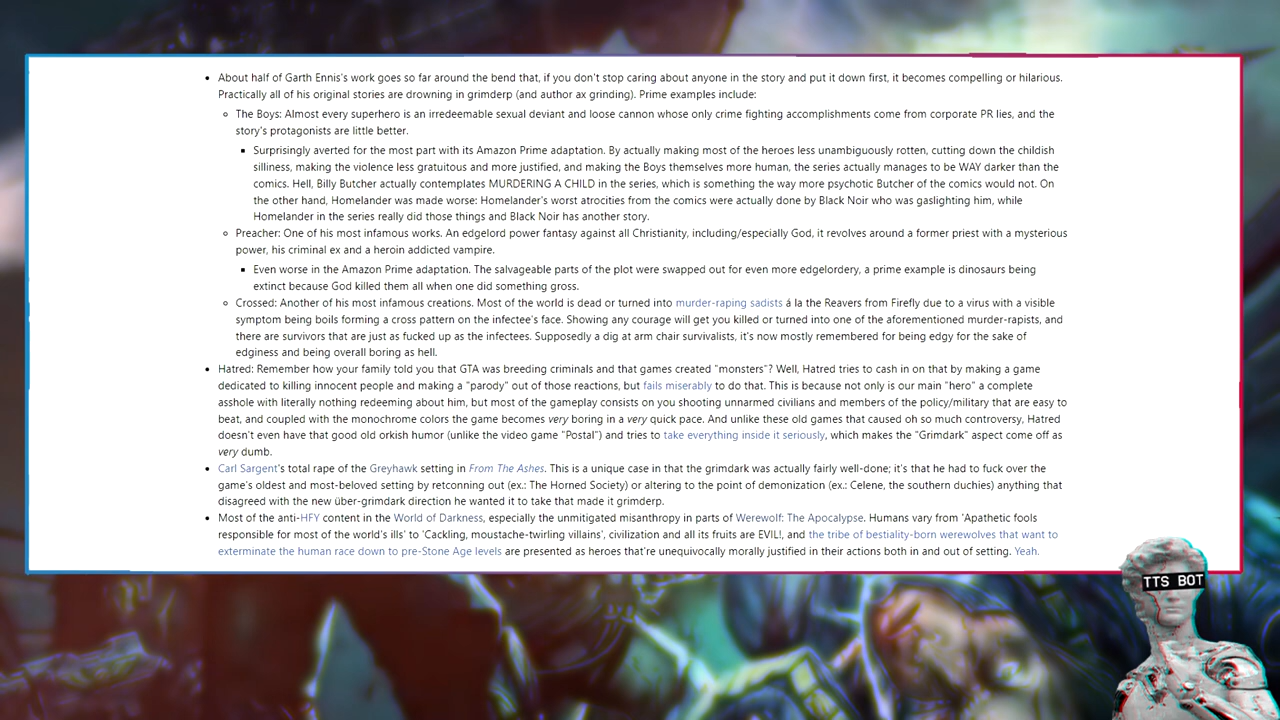 About half of Garth Ennis's work goes so far around the bend that, if you don't stop caring about anyone in the story and put it down first, it becomes compelling or hilarious.
Practically all of his original stories are drowning in grimderp (and author ax grinding). Prime examples include:
The Boys: Almost every superhero is an irredeemable sexual deviant and loose cannon whose only crime fighting accomplishments come from corporate PR lies, and the
story's protagonists are little better.
Surprisingly averted for the most part with its Amazon Prime adaptation. By actually making most of the heroes less unambiguously rotten, cutting down the childish
silliness, making the violence less gratuitous and more justified, and making the Boys themselves more human, the series actually manages to be WAY darker than the
comics. Hell, Billy Butcher actually contemplates MURDERING A CHILD in the series, which is something the way more psychotic Butcher of the comics would not. On
the other hand, Homelander was made worse: Homelander's worst atrocities from the comics were actually done by Black Noir who was gaslighting him, while
Homelander in the series really did those things and Black Noir has another story.
Preacher: One of his most infamous works. An edgelord power fantasy against all Christianity, including/especially God, it revolves around a former priest with a mysterious
power, his criminal ex and a heroin addicted vampire.
Even worse in the Amazon Prime adaptation. The salvageable parts of the plot were swapped out for even more edgelordery, a prime example is dinosaurs being
extinct because God killed them all when one did something gross.
Crossed: Another of his most infamous creations. Most of the world is dead or turned into murder-raping sadists á la the Reavers from Firefly due to a virus with a visible
symptom being boils forming a cross pattern on the infectee's face. Showing any courage will get you killed or turned into one of the aforementioned murder-rapists, and
there are survivors that are just as fucked up as the infectees. Supposedly a dig at arm chair survivalists, it's now mostly remembered for being edgy for the sake of
edginess and being overall boring as hell.
Hatred: Remember how your family told you that GTA was breeding criminals and that games created "monsters"? Well, Hatred tries to cash in on that by making a game
dedicated to killing innocent people and making a "parody" out of those reactions, but fails miserably to do that. This is because not only is our main "hero" a complete
asshole with literally nothing redeeming about him, but most of the gameplay consists on you shooting unarmed civilians and members of the policy/military that are easy to
beat, and coupled with the monochrome colors the game becomes very boring in a very quick pace. And unlike these old games that caused oh so much controversy, Hatred
doesn't even have that good old orkish humor (unlike the video game "Postal") and tries to take everything inside it seriously, which makes the "Grimdark" aspect come off as
very dumb.
Carl Sargent's total rape of the Greyhawk setting in From The Ashes. This is a unique case in that the grimdark was actually fairly well-done; it's that he had to fuck over the
game's oldest and most-beloved setting by retconning out (ex.: The Horned Society) or altering to the point of demonization (ex.: Celene, the southern duchies) anything that
disagreed with the new über-grimdark direction he wanted it to take that made it grimderp.
Most of the anti-HFY content in the World of Darkness, especially the unmitigated misanthropy in parts of Werewolf: The Apocalypse. Humans vary from 'Apathetic fools
responsible for most of the world's ills' to 'Cackling, moustache-twirling villains', civilization and all its fruits are EVIL!, and the tribe of bestiality-born werewolves that want to
exterminate the human race down to pre-Stone Age levels are presented as heroes that're unequivocally morally justified in their actions both in and out of setting. Yeah.
TTS BOT